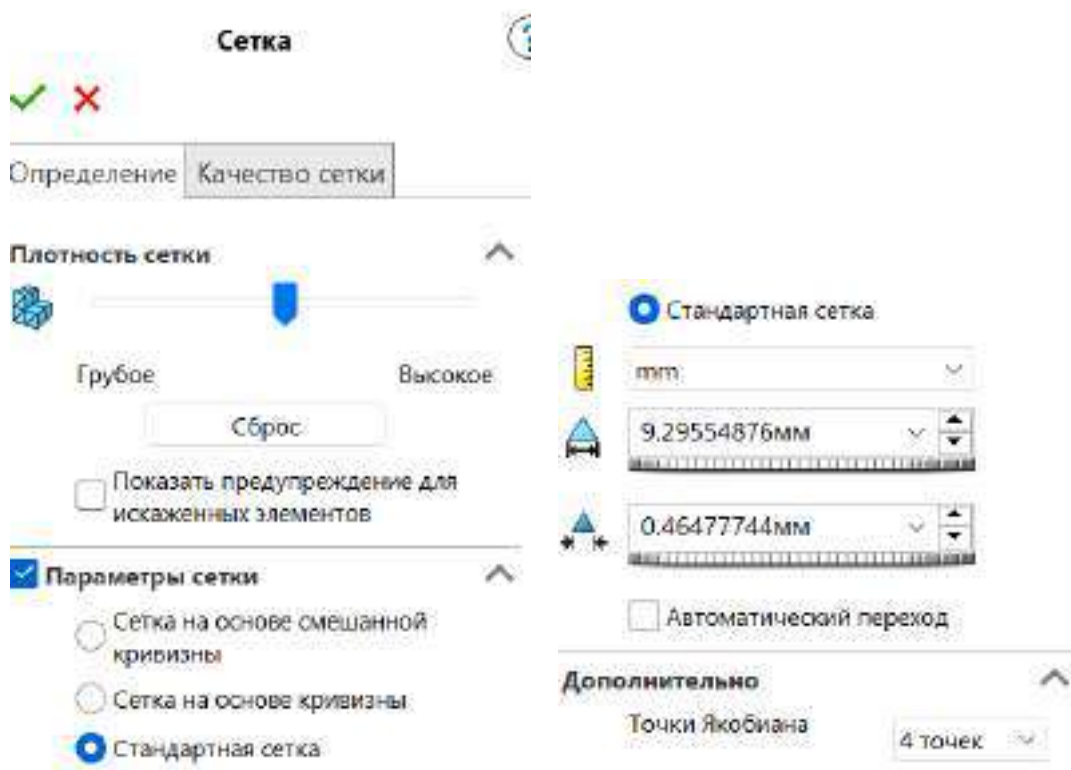 Сетка
?
Определение
Качество сетки
Плотность сетки
Грубое
Высокое
Сброс
Показать предупреждение для
искаженных элементов
Параметры сетки
Сетка на основе смешанной
кривизны
Сетка на основе кривизны
Стандартная сетка
Стандартная сетка
mm
9.29554876мм
0.46477744мм
Автоматический переход
Дополнительно
Точки Якобиана
4 точек